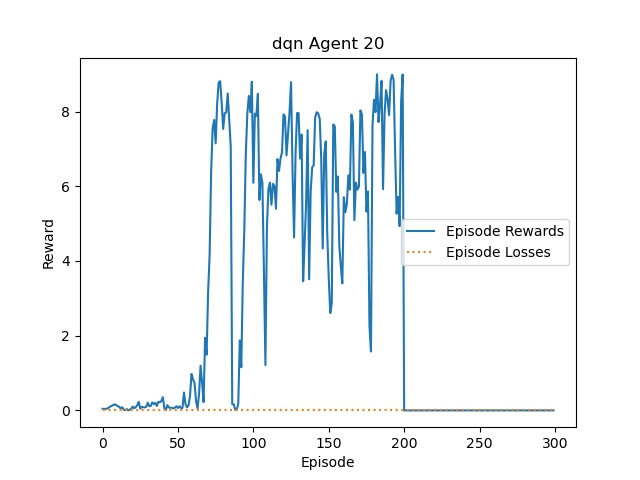 dqn Agent 20
Reward
8
6
4
2
0
Episode Rewards
Episode Losses
0 50 100 150 200 250 300
Episode